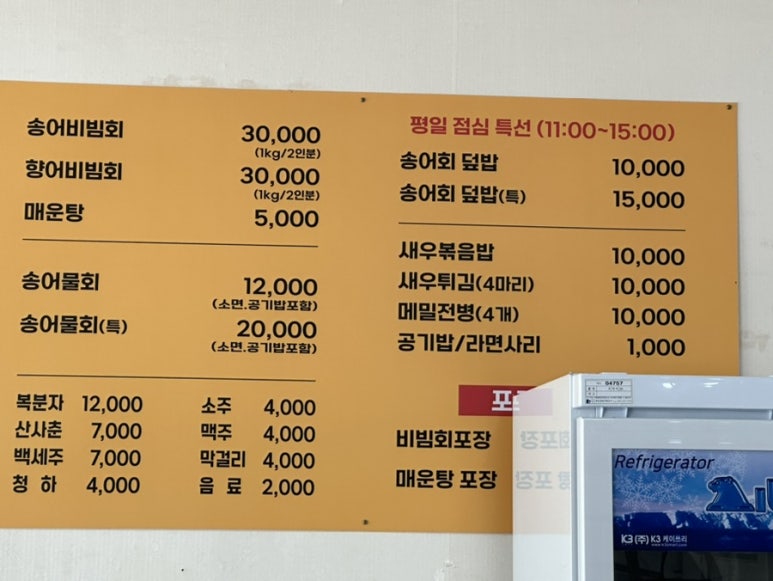 송어비빔회 30,000
(1kg/2인분)
향어비빔회 30,000
(1kg/2인분)
매운탕 5,000
송어물회 12,000
(소면.공기밥포함)
송어물회(특) 20,000
(소면.공기밥포함)
복분자 12,000 소주 4,000
산사춘 7,000 맥주 4,000
백세주 7,000 막걸리 4,000
청 하 4,000 음 료 2,000
평일 점심 특선 (11:00~15:00)
송어회 덮밥 10,000
송어회 덮밥(특) 15,000
새우볶음밥 10,000
새우튀김(4마리) 10,000
메밀전병(4개) 10,000
공기밥/라면사리 1,000
비빔회포장
매운탕 포장
04757
Refrigerator
K3 (주) K3 케이쓰리